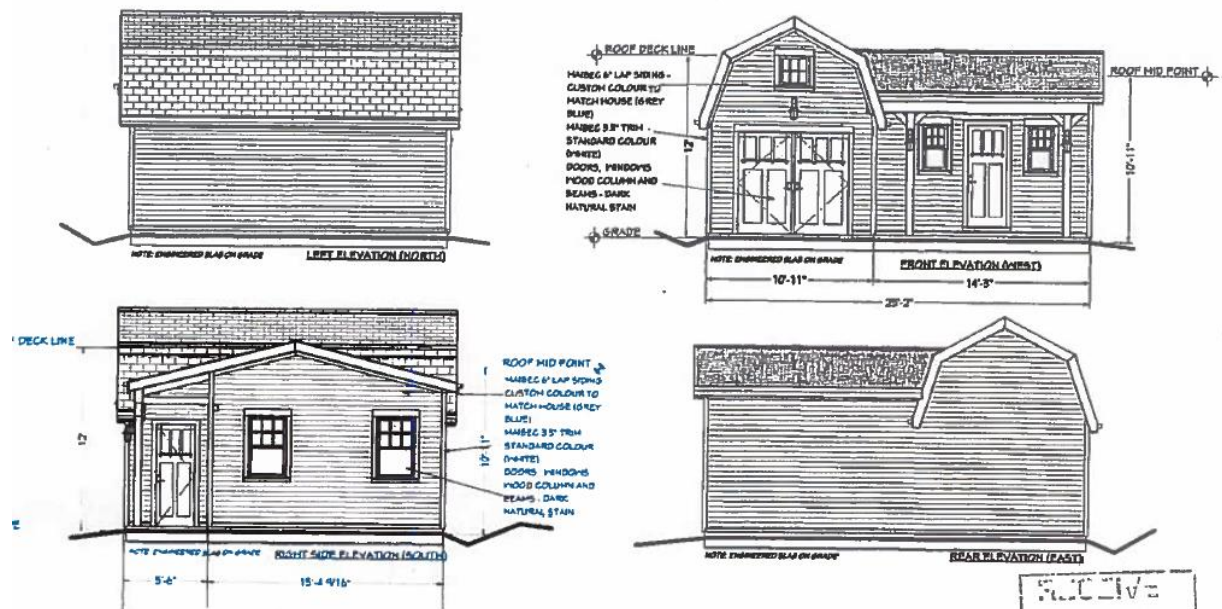 NOTE: ENGINEERED SLAB ON GRADE
LEFT ELEVATION (NORTH)
ROOF DECK LINE
MAIBEC 6" LAP SIDING -
CUSTOM COLOUR TO
MATCH HOUSE (GREY
BLUE)
MAIBEC 3.5" TRIM -
STANDARD COLOUR
(WHITE)
DOORS, WINDOWS
WOOD COLUMN AND
BEAMS - DARK
NATURAL STAIN
12'
GRADE
ROOF MID POINT
10'-11"
NOTE: ENGINEERED SLAB ON GRADE
FRONT ELEVATION (WEST)
10'-11"
14'-3"
25'-2"
DECK LINE
12'
ROOF MID POINT
MAIBEC 6" LAP SIDING
CUSTOM COLOUR TO
MATCH HOUSE (GREY
BLUE)
MAIBEC 3.5" TRIM
STANDARD COLOUR
(WHITE)
DOORS, WINDOWS
WOOD COLUMN AND
BEAMS - DARK
NATURAL STAIN
10'-11"
NOTE: ENGINEERED SLAB ON GRADE
RIGHT SIDE ELEVATION (SOUTH)
5'-6"
15'-4 9/16"
NOTE: ENGINEERED SLAB ON GRADE
REAR ELEVATION (EAST)